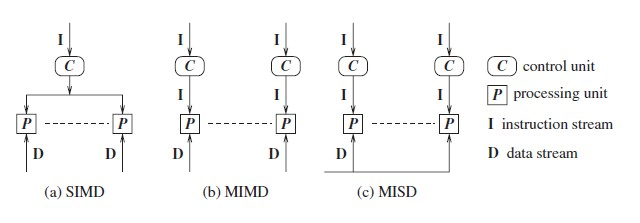 I I I I I
C C C C C
C control unit
I I I I
P processing unit
P P P P P P
I instruction stream
D D D D D
D data stream
(a) SIMD (b) MIMD (c) MISD